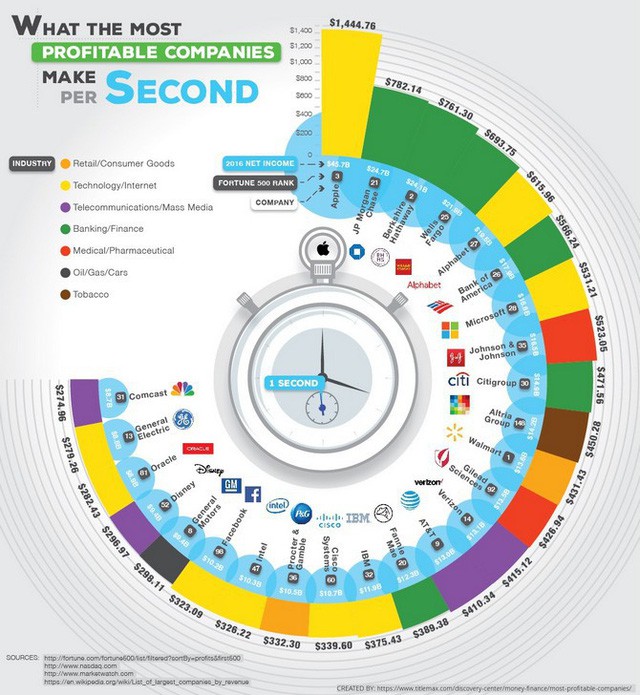 WHAT THE MOST
PROFITABLE COMPANIES
MAKE
PER SECOND
INDUSTRY
Retail/Consumer Goods
Technology/Internet
Telecommunications/Mass Media
Banking/Finance
Medical/Pharmaceutical
Oil/Gas/Cars
Tobacco
$1,400
$1,200
$1,000
$800
$600
$400
$200
0
2016 NET INCOME
FORTUNE 500 RANK
COMPANY
$1,444.76
$45.7B
3
Apple
$782.14
$24.7B
21
JP Morgan
Chase
$761.30
$24.1B
2
Berkshire
Hathaway
$693.75
$21.9B
25
Wells
Fargo
$615.96
$19.5B
27
Alphabet
$566.24
$17.9B
26
Bank of
America
$531.21
$16.8B
28
Microsoft
$523.05
$16.5B
35
Johnson &
Johnson
$471.56
30
Citigroup
$450.28
$14.2B
148
Altria
Group
$431.43
$13.6B
1
Walmart
$426.94
92
Gilead
Sciences
$415.12
$13.1B
14
Verizon
$410.34
9
AT&T
$389.38
$12.3B
20
Fannie
Mae
$375.43
$11.9B
32
IBM
$339.60
$10.7B
60
Cisco
Systems
$332.30
$10.5B
36
Procter &
Gamble
$326.22
$10.3B
47
Intel
$323.09
$10.2B
98
Facebook
$298.11
$9.4B
8
General
Motors
$296.97
$9.4B
52
Disney
$282.43
$8.9B
81
Oracle
$279.26
$8.8B
13
General
Electric
$274.96
$8.7B
31
Comcast
Alphabet
citi
verizon
AT&T
IBM
CISCO
P&G
intel
GM
Disney
ORACLE
1 SECOND
SOURCES:
http://fortune.com/fortune500/list/filtered?sortBy=profits&first500
http://www.nasdaq.com
http://www.marketwatch.com
https://en.wikipedia.org/wiki/List_of_largest_companies_by_revenue
CREATED BY: https://www.titlemax.com/discovery-center/money-finance/most-profitable-companies/